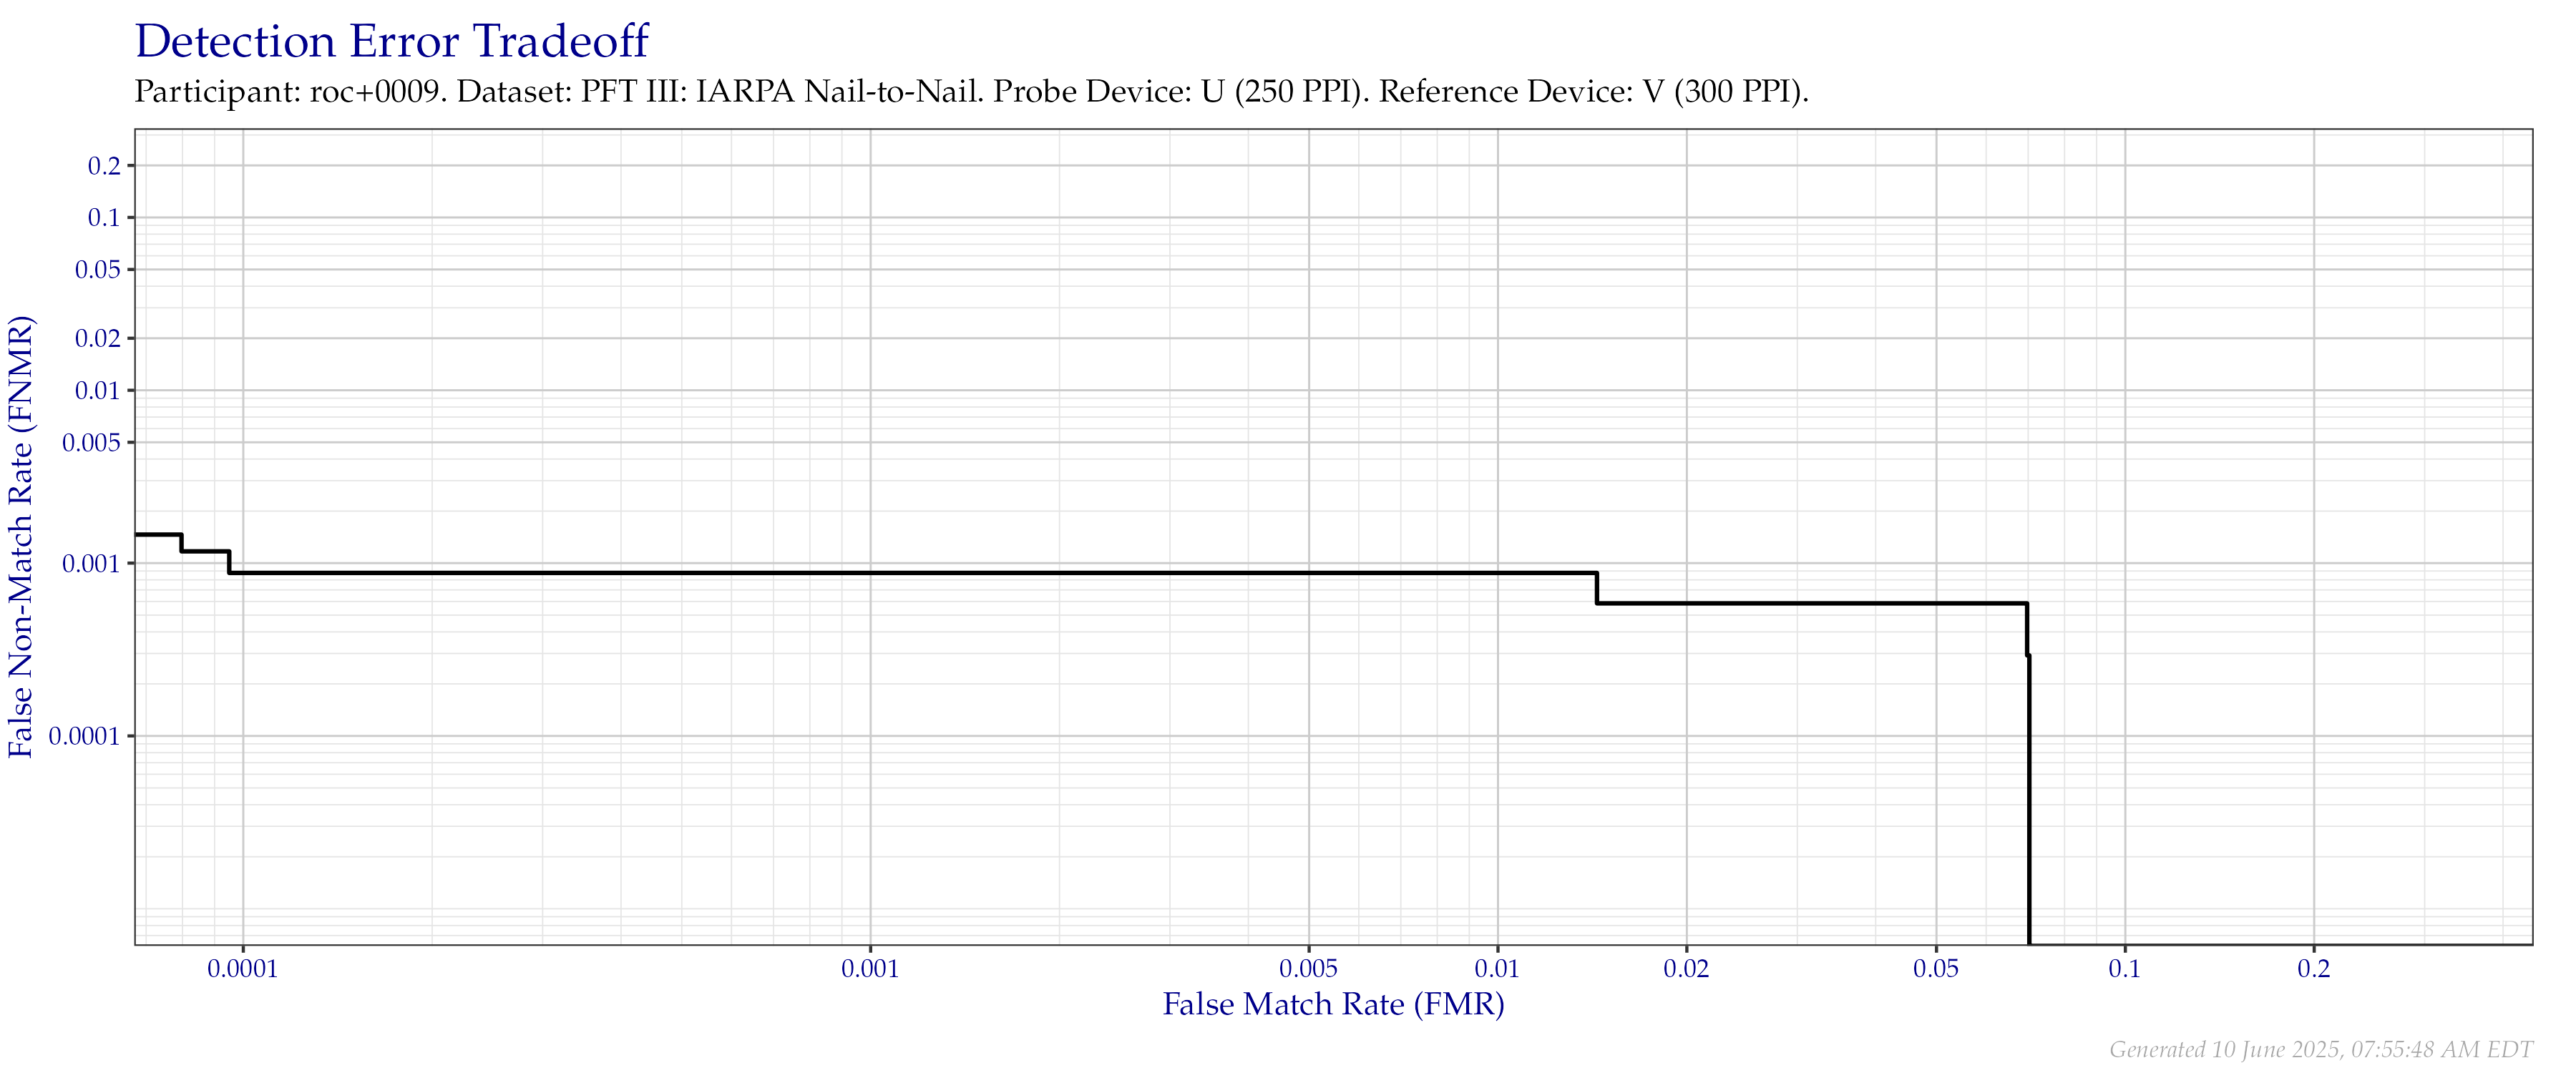 Detection Error Tradeoff
Participant: roc+0009. Dataset: PFT III: IARPA Nail-to-Nail. Probe Device: U (250 PPI). Reference Device: V (300 PPI).
False Non-Match Rate (FNMR)
0.2
0.1
0.05
0.02
0.01
0.005
0.001
0.0001
0.0001 0.001 0.005 0.01 0.02 0.05 0.1 0.2
False Match Rate (FMR)
Generated 10 June 2025, 07:55:48 AM EDT